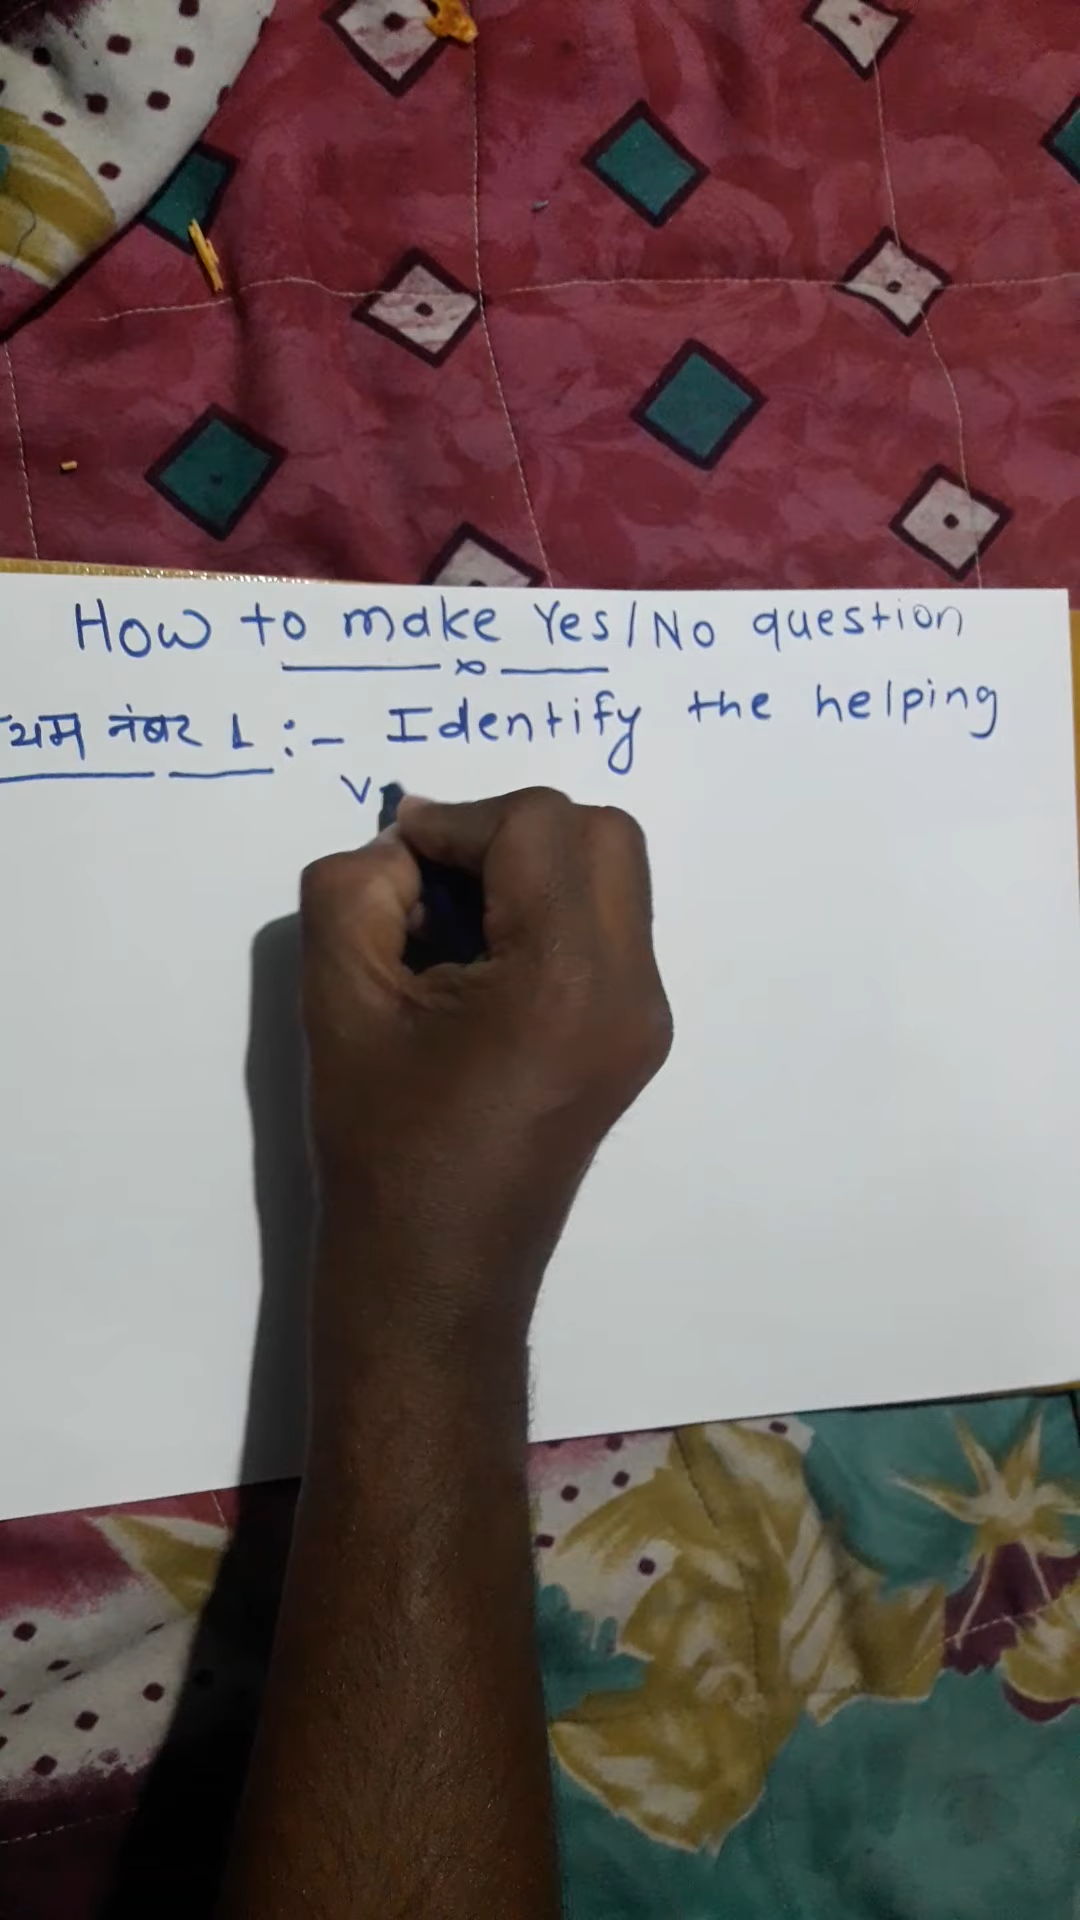 How to make Yes/No question
नंबर 1 :- Identify the helping